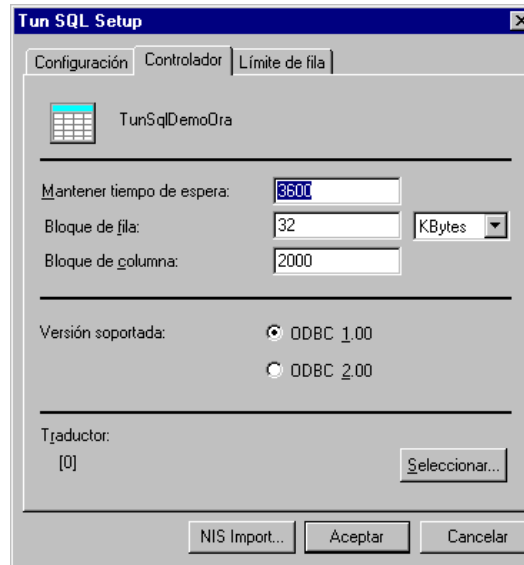 Tun SQL Setup
Configuración Controlador Límite de fila
TunSqlDemoOra
Mantener tiempo de espera: 3600
Bloque de fila: 32 KBytes
Bloque de columna: 2000
Versión soportada: ODBC 1.00
ODBC 2.00
Traductor:
[0] Seleccionar...
NIS Import... Aceptar Cancelar